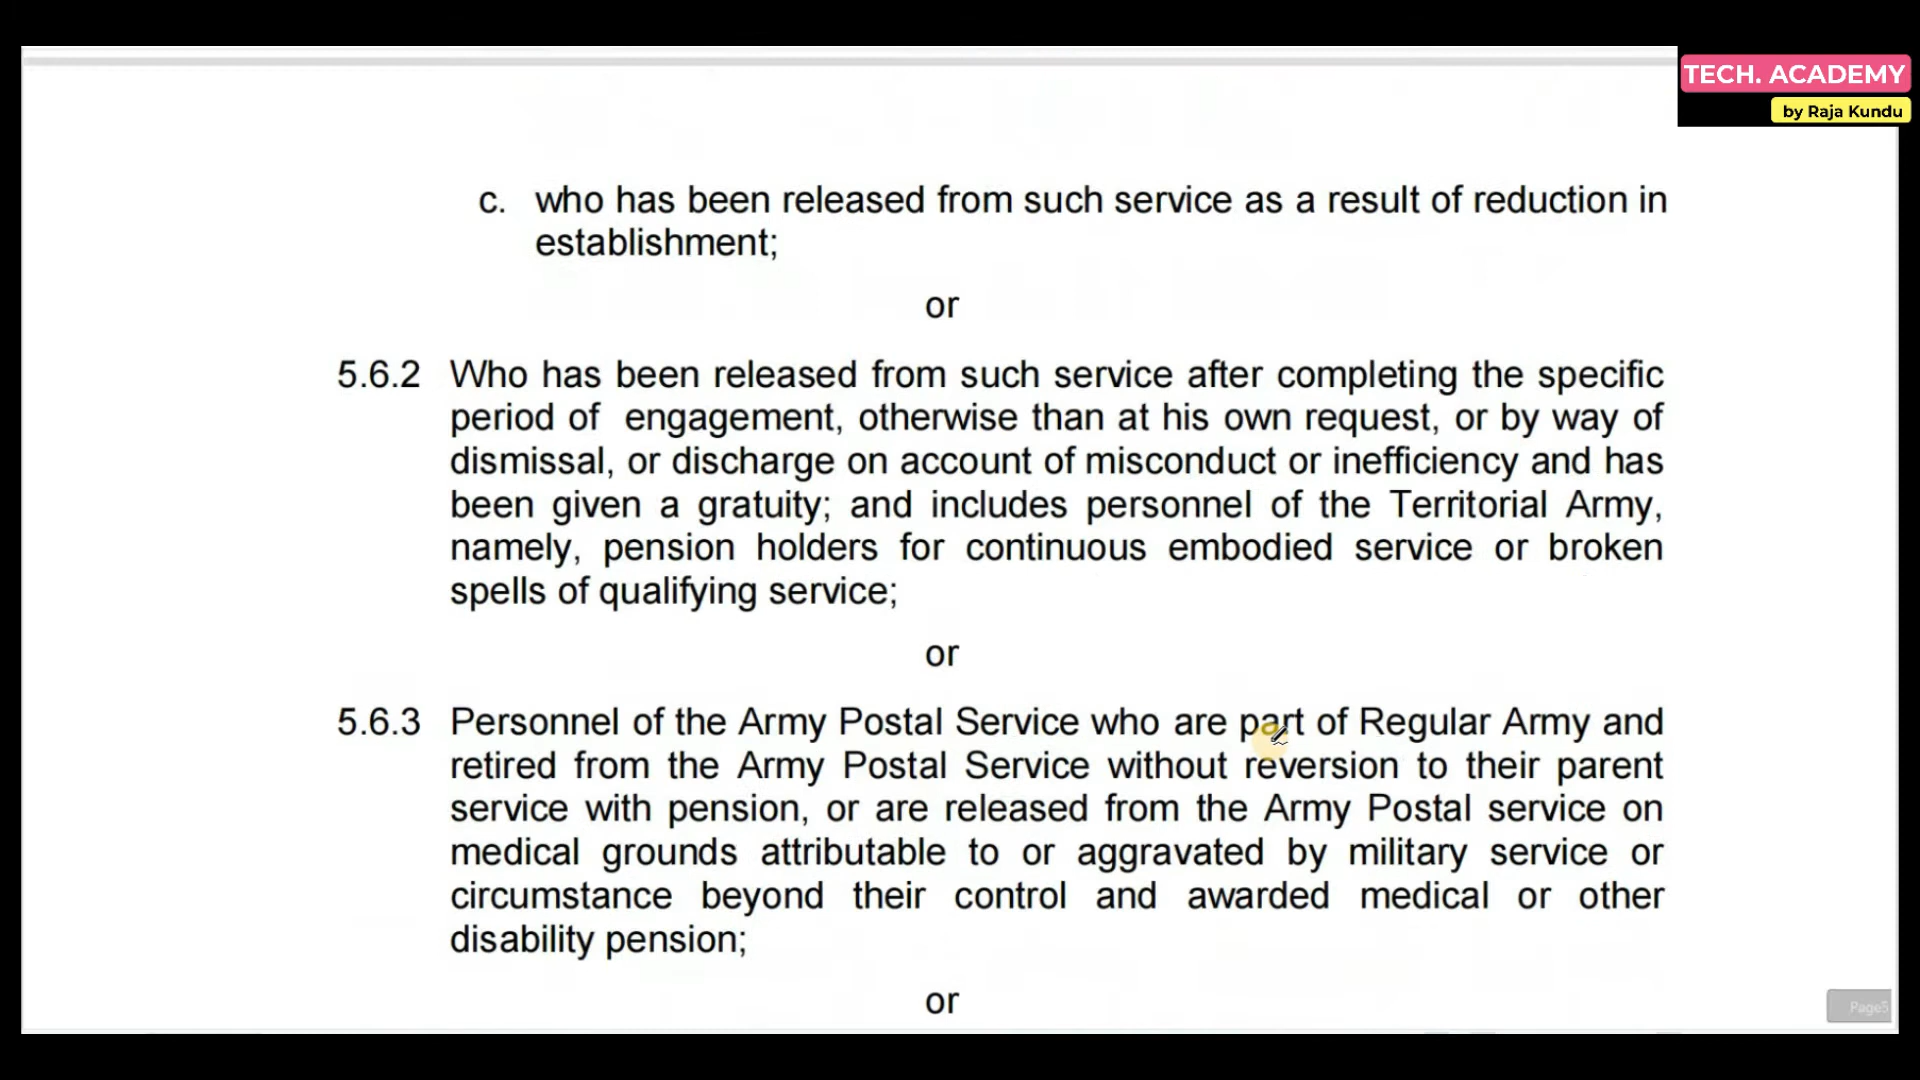 TECH. ACADEMY
by Raja Kundu
c. who has been released from such service as a result of reduction in
establishment;
or
5.6.2 Who has been released from such service after completing the specific
period of engagement, otherwise than at his own request, or by way of
dismissal, or discharge on account of misconduct or inefficiency and has
been given a gratuity; and includes personnel of the Territorial Army,
namely, pension holders for continuous embodied service or broken
spells of qualifying service;
or
5.6.3 Personnel of the Army Postal Service who are part of Regular Army and
retired from the Army Postal Service without reversion to their parent
service with pension, or are released from the Army Postal service on
medical grounds attributable to or aggravated by military service or
circumstance beyond their control and awarded medical or other
disability pension;
or
Page5